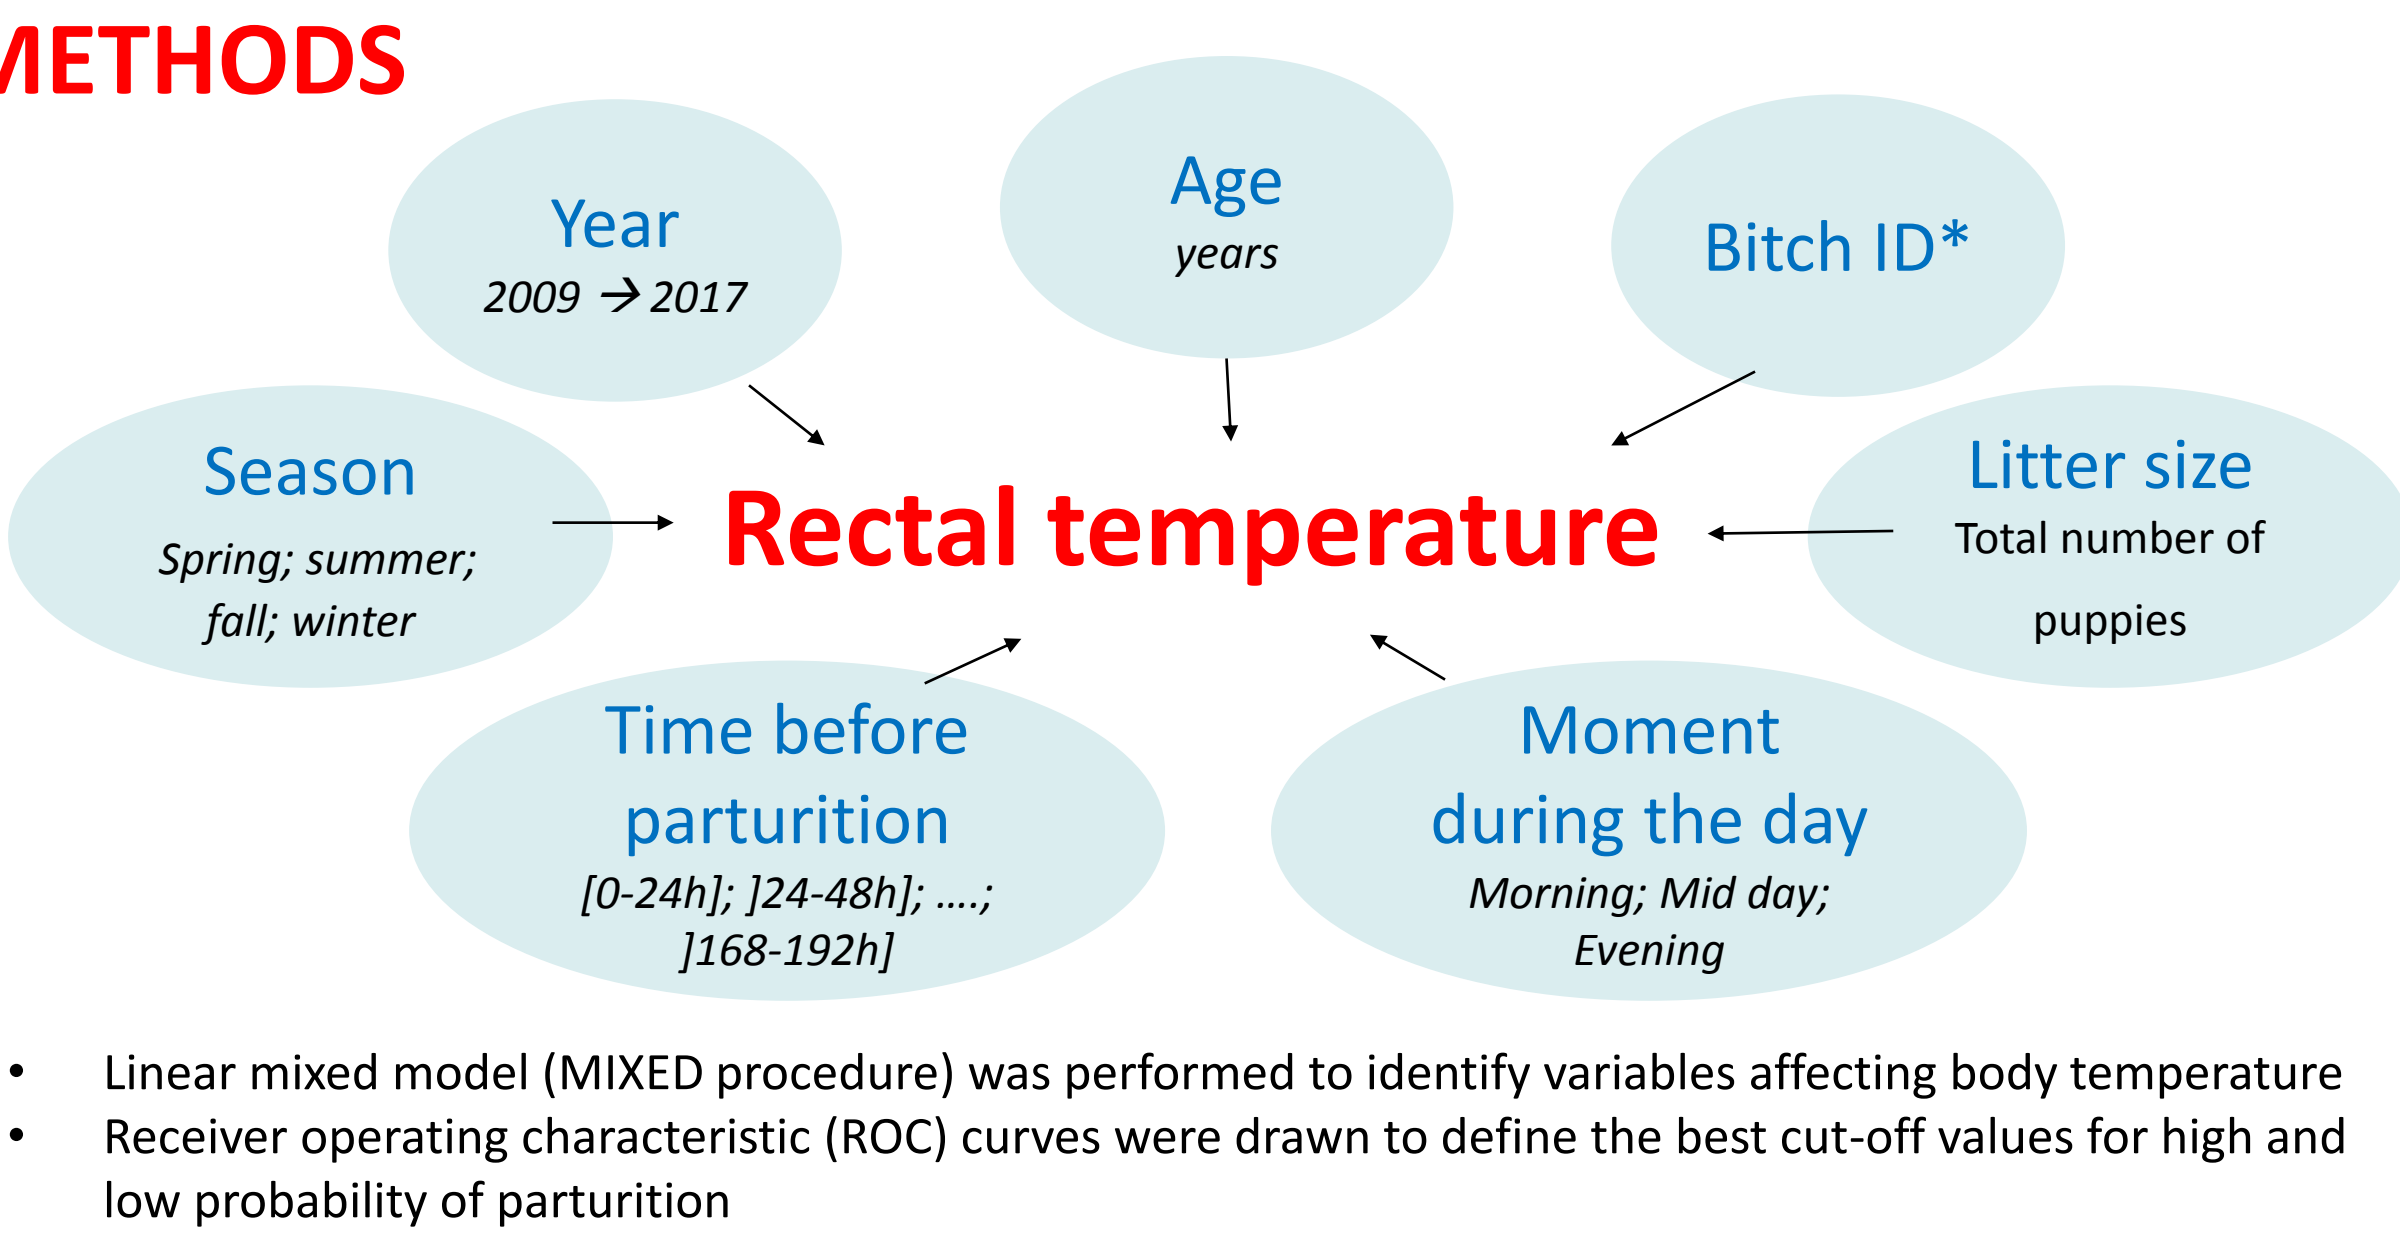 METHODS
Age
years
Year
2009 → 2017
Bitch ID*
Season
Spring; summer;
fall; winter
Rectal temperature
Litter size
Total number of
puppies
Time before
parturition
[0-24h]; ]24-48h]; ....;
]168-192h]
Moment
during the day
Morning; Mid day;
Evening
• Linear mixed model (MIXED procedure) was performed to identify variables affecting body temperature
• Receiver operating characteristic (ROC) curves were drawn to define the best cut-off values for high and
low probability of parturition